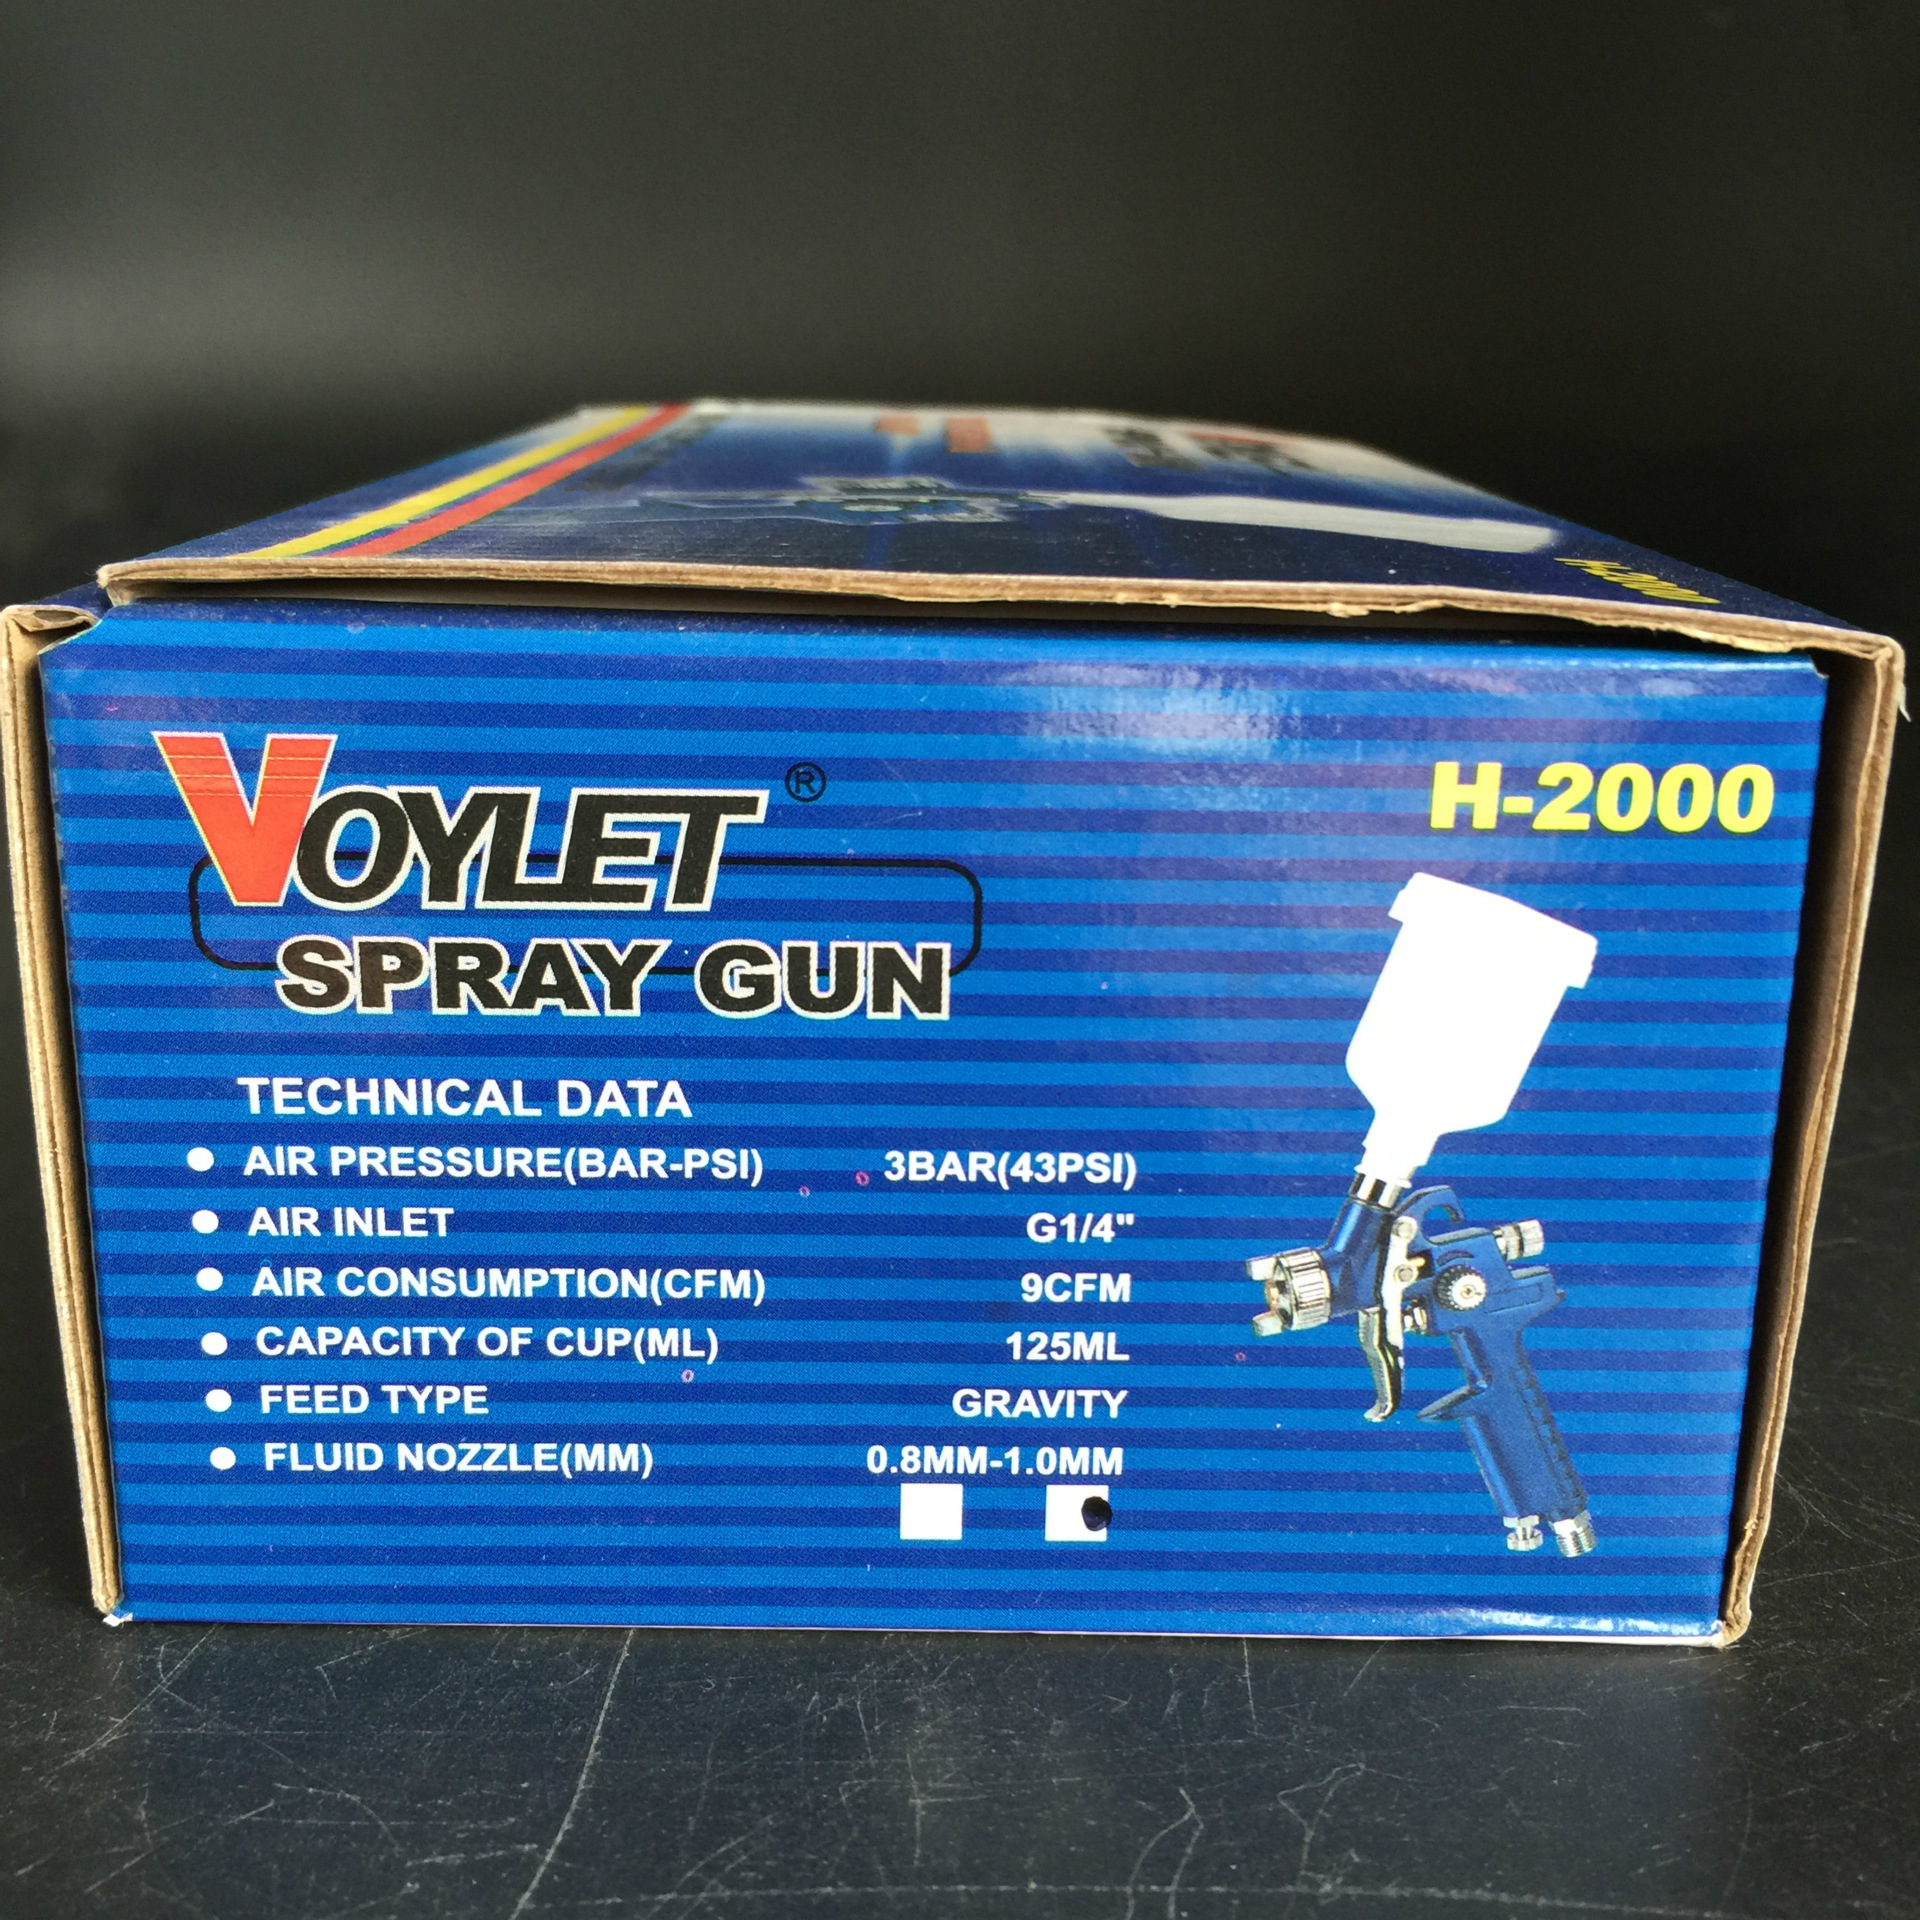 H-2000
VOYLET ®
H-2000
SPRAY GUN
TECHNICAL DATA
● AIR PRESSURE(BAR-PSI) 3BAR(43PSI)
● AIR INLET G1/4"
● AIR CONSUMPTION(CFM) 9CFM
● CAPACITY OF CUP(ML) 125ML
● FEED TYPE GRAVITY
● FLUID NOZZLE(MM) 0.8MM-1.0MM